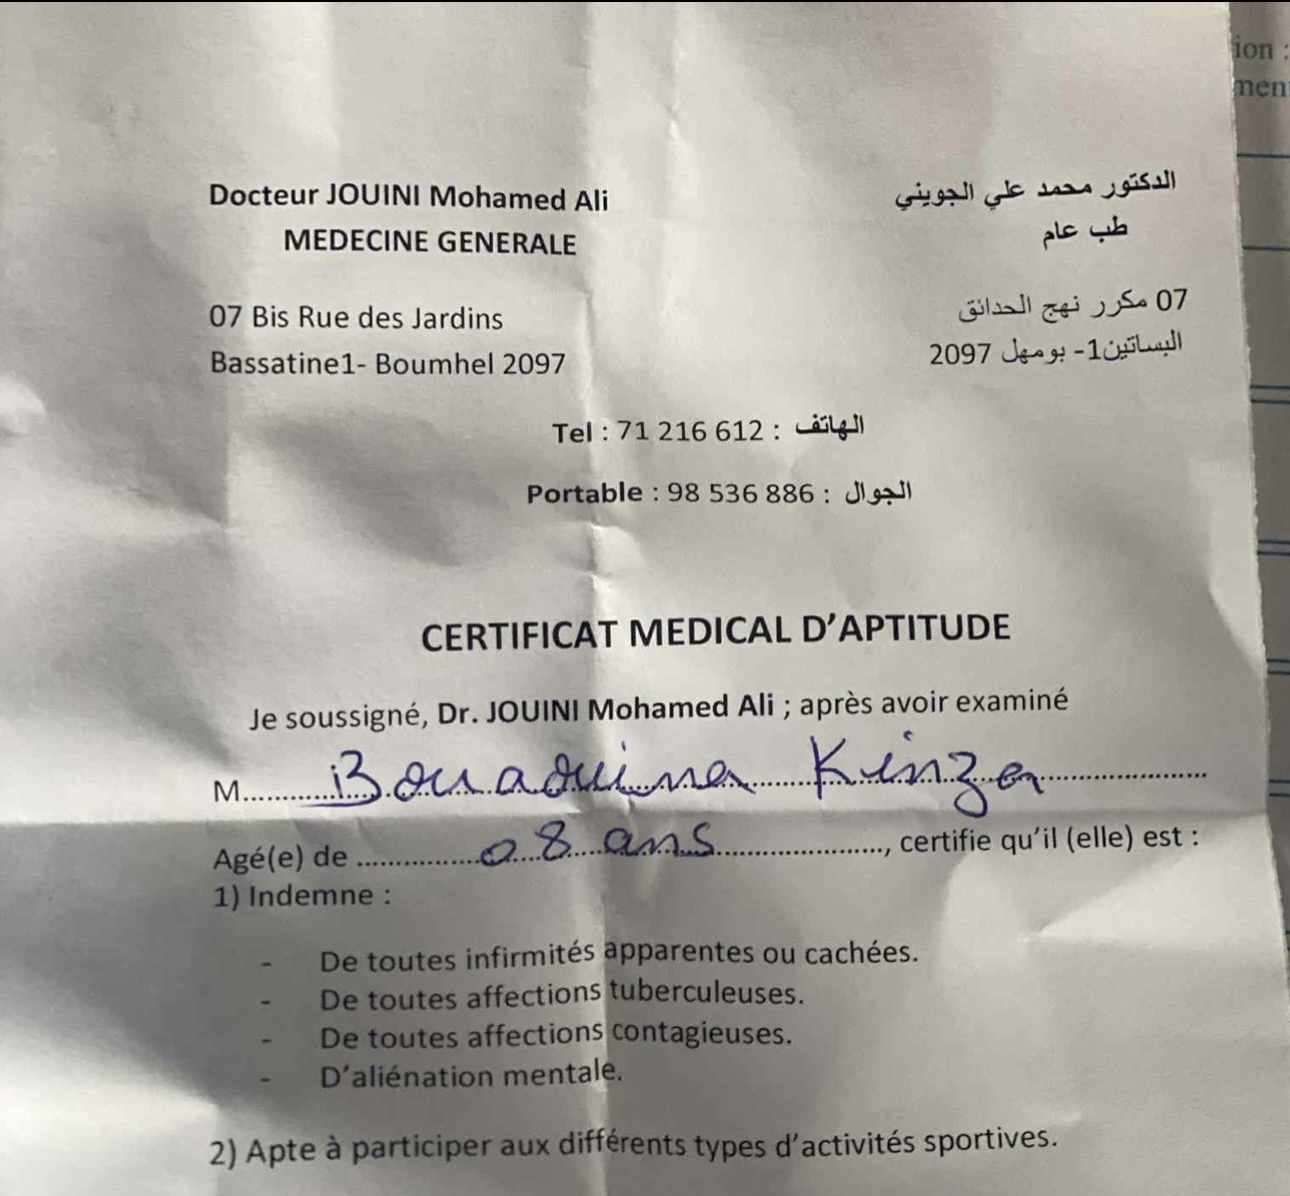 ion :
men
Docteur JOUINI Mohamed Ali
MEDECINE GENERALE
07 Bis Rue des Jardins
Bassatine1- Boumhel 2097
الدكتور محمد علي الجويني
طب عام
07 مكرر نهج الحدائق
البساتين1- بومهل 2097
Tel : 71 216 612 : الهاتف
Portable : 98 536 886 : الجوال
CERTIFICAT MEDICAL D'APTITUDE
Je soussigné, Dr. JOUINI Mohamed Ali ; après avoir examiné
M............Bouaouina Kinza............
Agé(e) de ............08 ans............, certifie qu'il (elle) est :
1) Indemne :
- De toutes infirmités apparentes ou cachées.
- De toutes affections tuberculeuses.
- De toutes affections contagieuses.
- D'aliénation mentale.
2) Apte à participer aux différents types d'activités sportives.